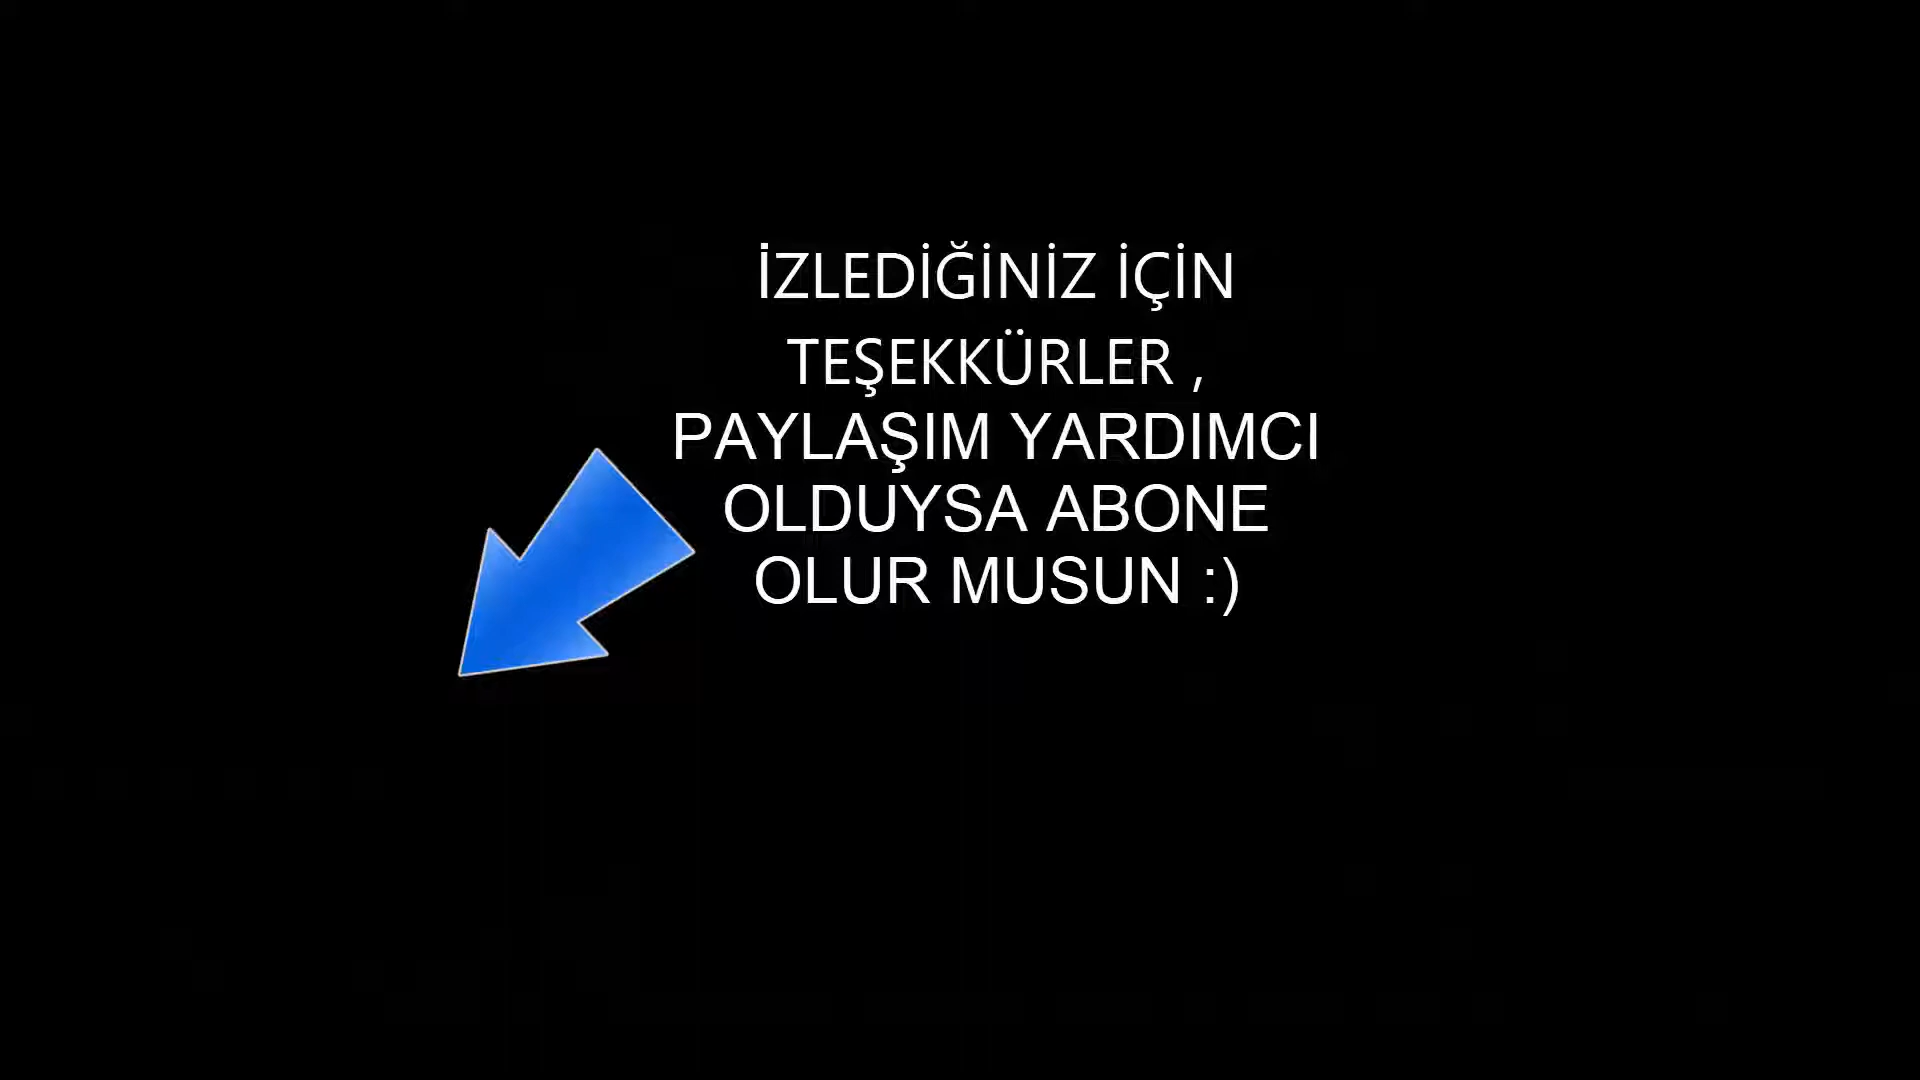 İZLEDİĞİNİZ İÇİN
TEŞEKKÜRLER ,
PAYLAŞIM YARDIMCI
OLDUYSA ABONE
OLUR MUSUN :)